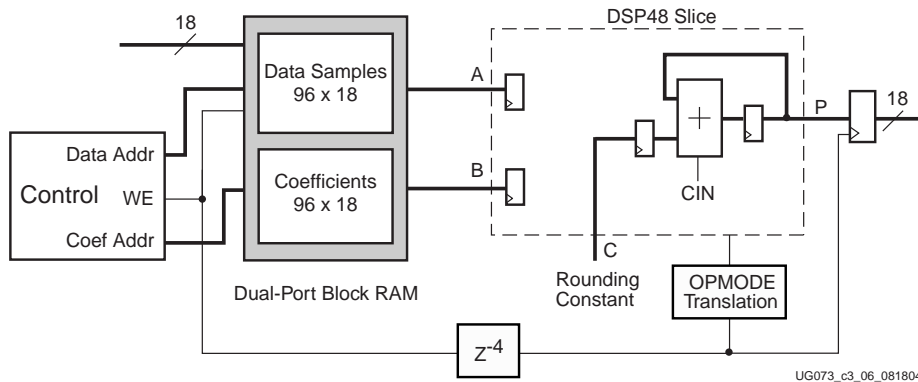 DSP48 Slice
18
Data Samples
96 x 18
A
18
P
Data Addr
Control
WE
Coef Addr
Coefficients
96 x 18
B
CIN
C
Dual-Port Block RAM
Rounding
Constant
OPMODE
Translation
Z-4
UG073_c3_06_081804